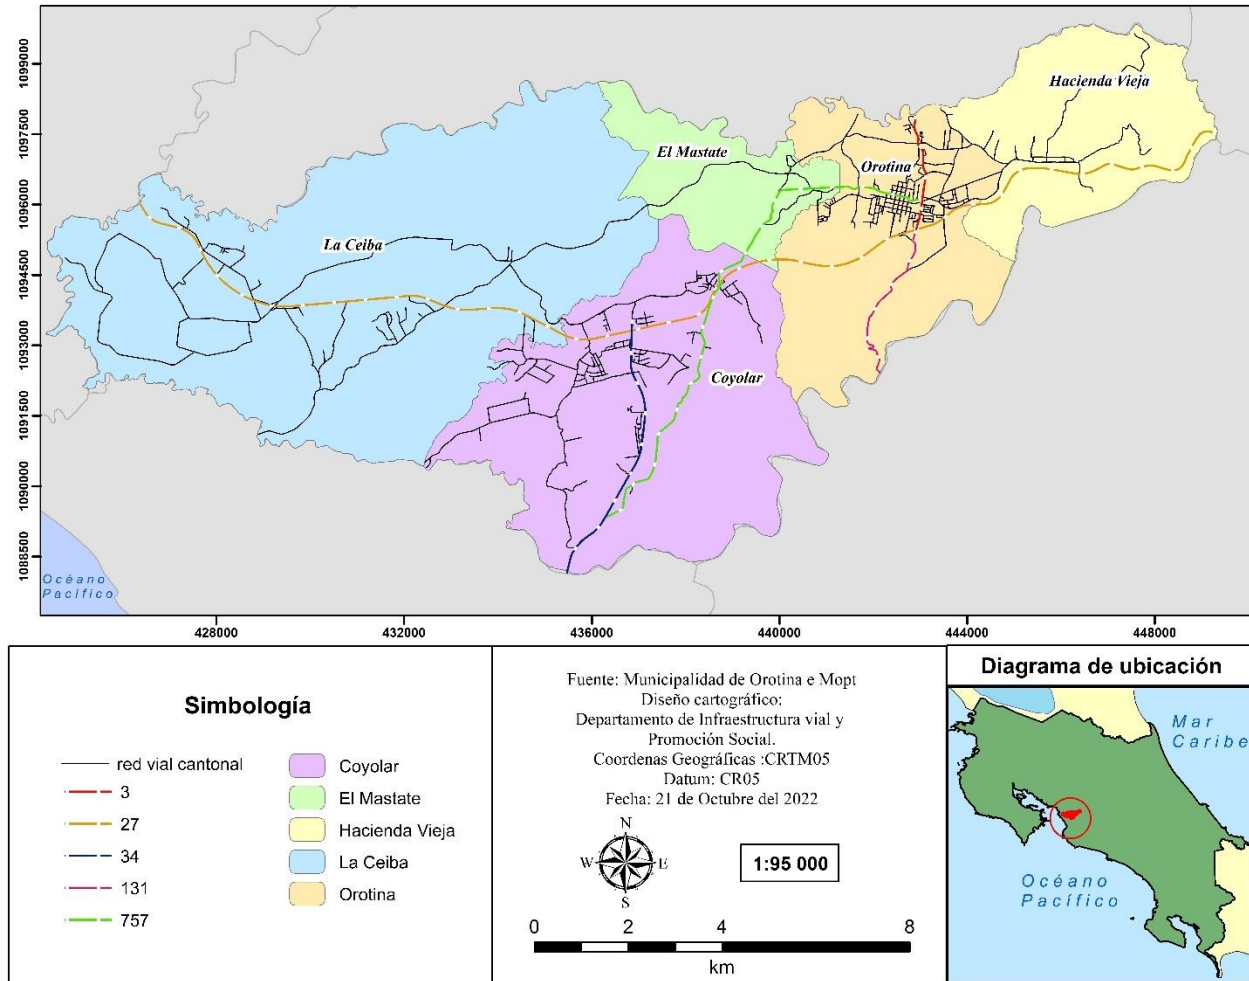 1099000
1097500
1096000
1094500
1093000
1091500
1090000
1088500
Hacienda Vieja
El Mastate
Orotina
La Ceiba
Coyolar
Océano
Pacífico
428000
432000
436000
440000
444000
448000
Simbología
red vial cantonal
3
27
34
131
757
Coyolar
El Mastate
Hacienda Vieja
La Ceiba
Orotina
Fuente: Municipalidad de Orotina e Mopt
Diseño cartográfico:
Departamento de Infraestructura vial y
Promoción Social.
Coordenas Geográficas :CRTM05
Datum: CR05
Fecha: 21 de Octubre del 2022
N
W
E
S
1:95 000
0 2 4 8
km
Diagrama de ubicación
Mar
Caribe
Océano
Pacífico